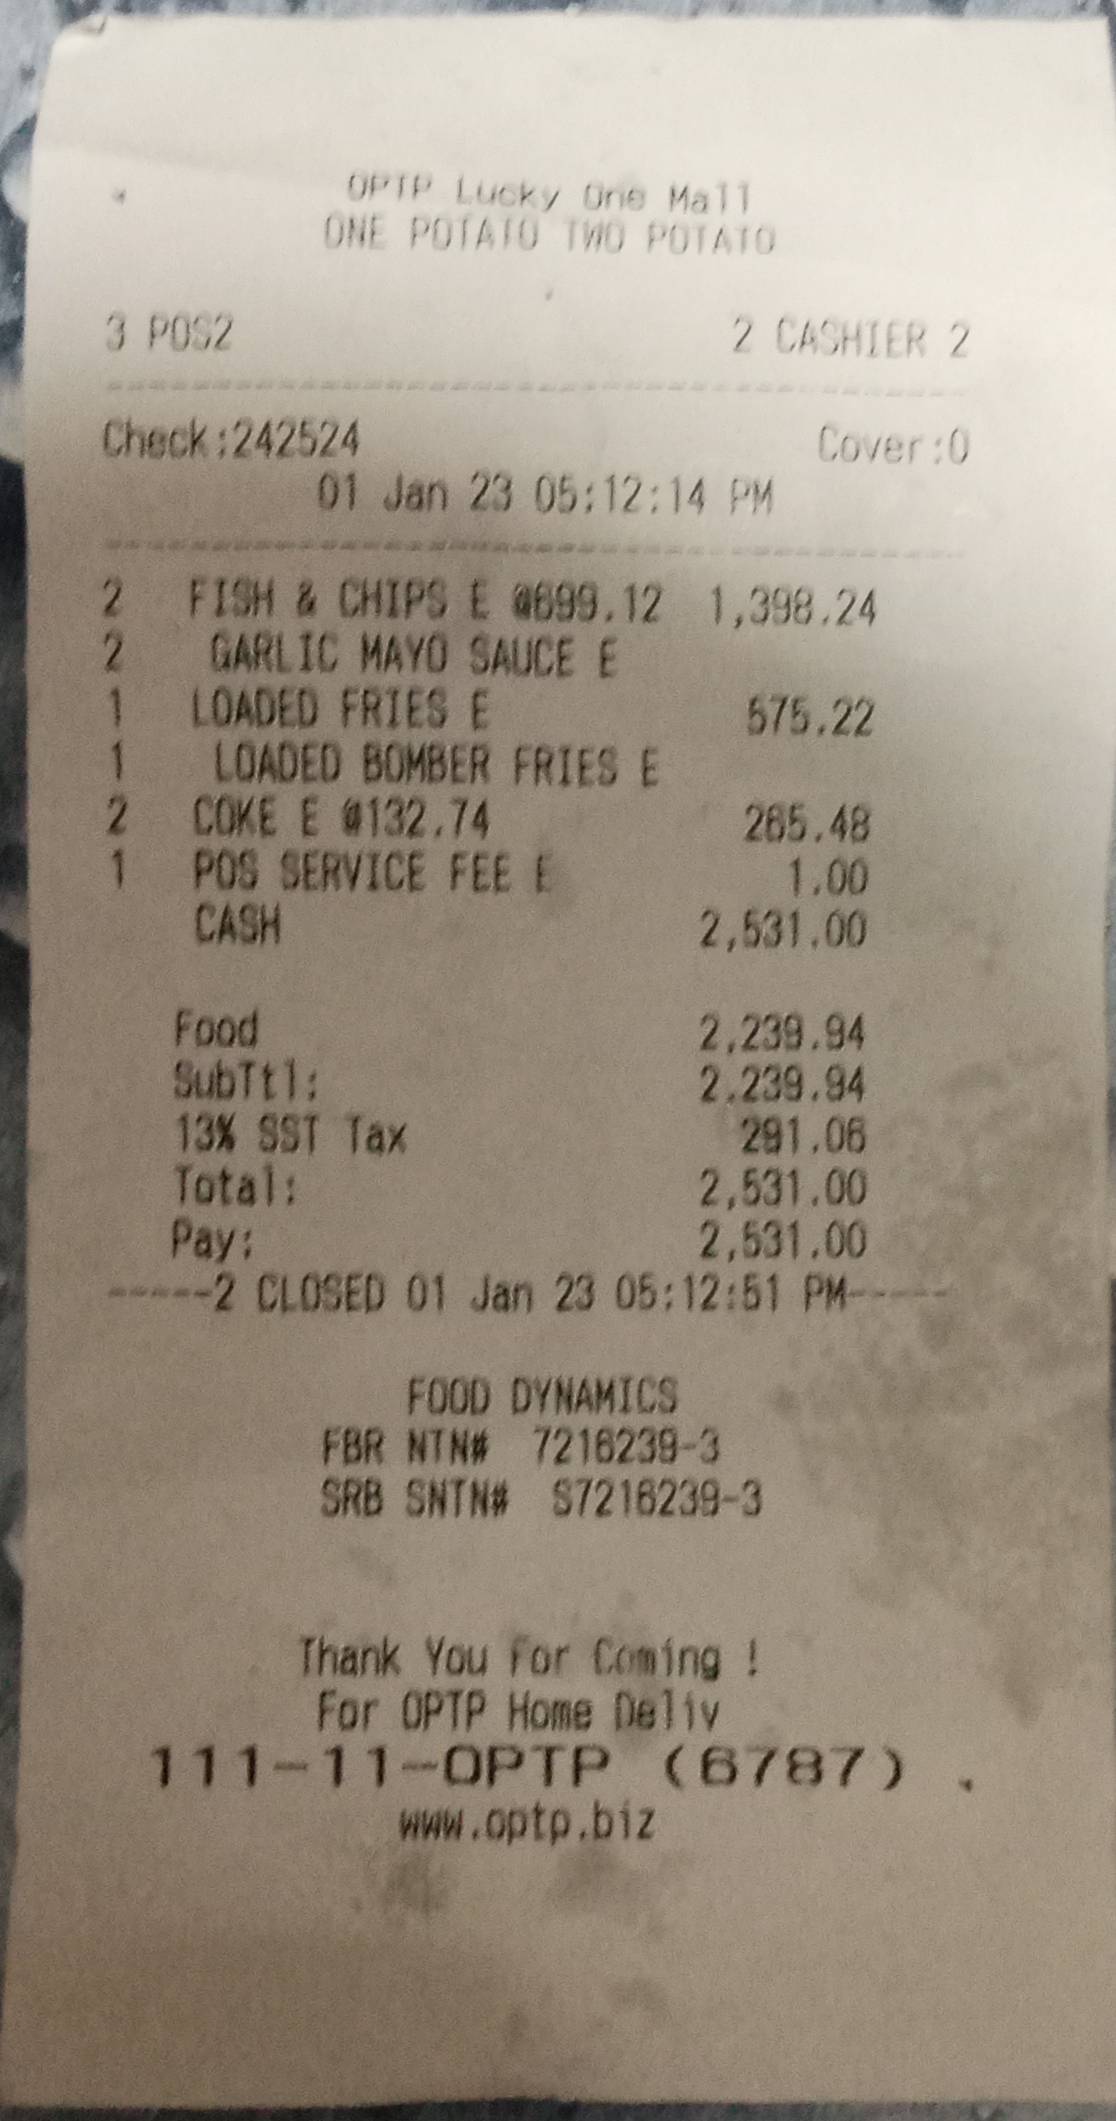 OPTP Lucky One Mall
ONE POTATO TWO POTATO
3 POS2 2 CASHIER 2
--------------------------------
Check:242524 Cover:0
01 Jan 23 05:12:14 PM
--------------------------------
2 FISH & CHIPS E @699.12 1,398.24
2 GARLIC MAYO SAUCE E
1 LOADED FRIES E 575.22
1 LOADED BOMBER FRIES E
2 COKE E @132.74 265.48
1 POS SERVICE FEE E 1.00
CASH 2,531.00
Food 2,239.94
SubTtl: 2,239.94
13% SST Tax 291.06
Total: 2,531.00
Pay: 2,531.00
-----2 CLOSED 01 Jan 23 05:12:51 PM-----
FOOD DYNAMICS
FBR NTN# 7216239-3
SRB SNTN# S7216239-3
Thank You For Coming !
For OPTP Home Deliv
111-11-OPTP (6787) .
www.optp.biz